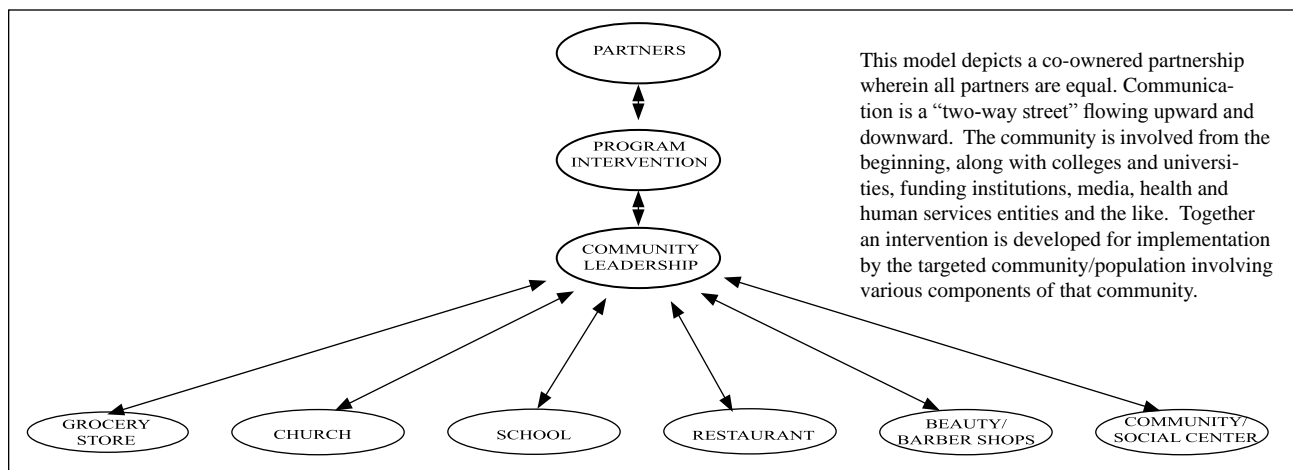 PARTNERS
This model depicts a co-ownered partnership
wherein all partners are equal. Communica-
tion is a “two-way street” flowing upward and
downward.  The community is involved from the
beginning, along with colleges and universi-
ties, funding institutions, media, health and
human services entities and the like.  Together
an intervention is developed for implementation
by the targeted community/population involving
various components of that community.
PROGRAM
INTERVENTION
COMMUNITY
LEADERSHIP
GROCERY
STORE
CHURCH
SCHOOL
RESTAURANT
BEAUTY/
BARBER SHOPS
COMMUNITY/
SOCIAL CENTER